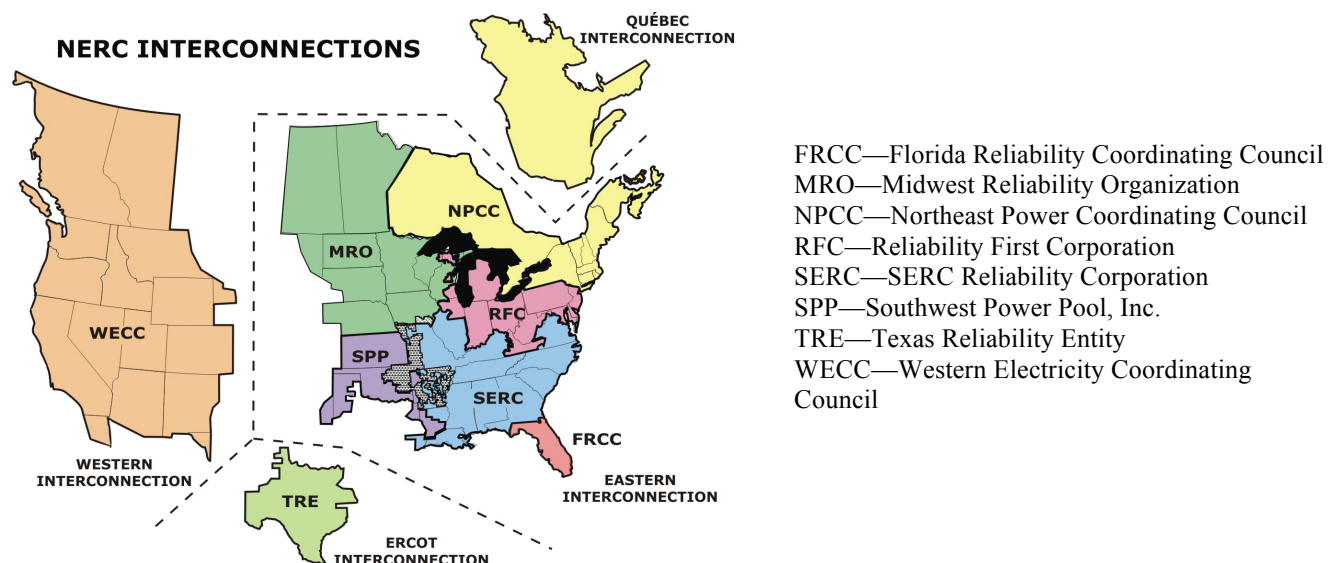 NERC INTERCONNECTIONS
QUÉBEC
INTERCONNECTION
NPCC
MRO
WECC
RFC
SPP
SERC
FRCC
WESTERN
INTERCONNECTION
EASTERN
INTERCONNECTION
TRE
ERCOT
INTERCONNECTION
FRCC—Florida Reliability Coordinating Council
MRO—Midwest Reliability Organization
NPCC—Northeast Power Coordinating Council
RFC—Reliability First Corporation
SERC—SERC Reliability Corporation
SPP—Southwest Power Pool, Inc.
TRE—Texas Reliability Entity
WECC—Western Electricity Coordinating
Council